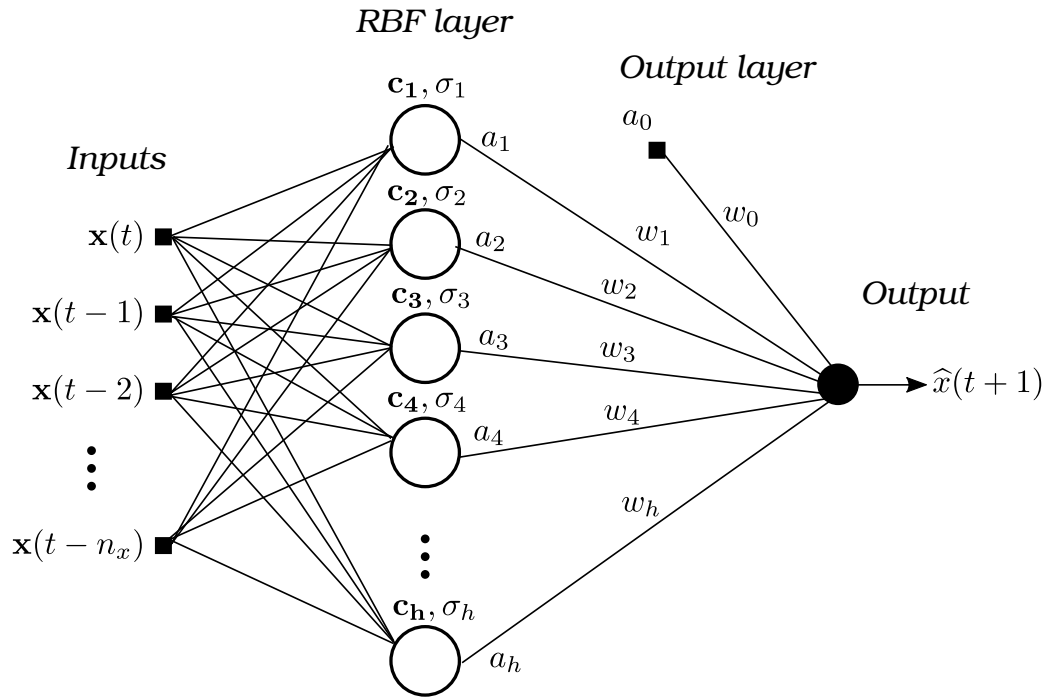 RBF layer
Output layer
Inputs
Output
c₁, σ₁
c₂, σ₂
c₃, σ₃
c₄, σ₄
cₕ, σₕ
x(t)
x(t − 1)
x(t − 2)
x(t − nₓ)
a₀
a₁
a₂
a₃
a₄
aₕ
w₀
w₁
w₂
w₃
w₄
wₕ
x̂(t + 1)